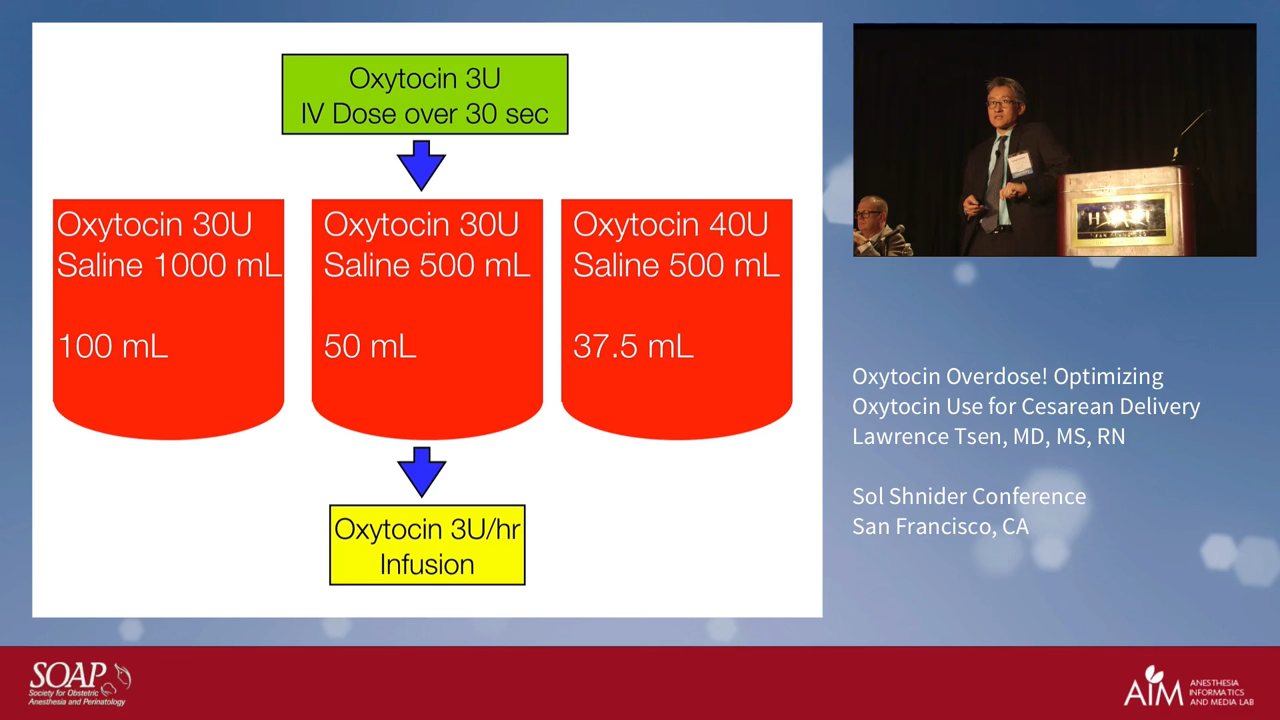 Oxytocin 3U
IV Dose over 30 sec
Oxytocin 30U
Saline 1000 mL
100 mL
Oxytocin 30U
Saline 500 mL
50 mL
Oxytocin 40U
Saline 500 mL
37.5 mL
Oxytocin 3U/hr
Infusion
HYATT
Oxytocin Overdose! Optimizing
Oxytocin Use for Cesarean Delivery
Lawrence Tsen, MD, MS, RN
Sol Shnider Conference
San Francisco, CA
SOAP
Society for Obstetric
Anesthesia and Perinatology
AIM
ANESTHESIA
INFORMATICS
AND MEDIA LAB